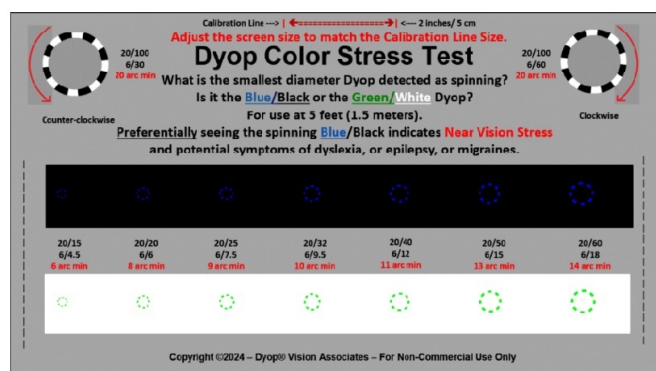 Calibration Line ---> | <======================> | <--- 2 inches/ 5 cm
Adjust the screen size to match the Calibration Line Size.
Dyop Color Stress Test
20/100
6/30
20 arc min
20/100
6/60
20 arc min
What is the smallest diameter Dyop detected as spinning?
Is it the Blue/Black or the Green/White Dyop?
For use at 5 feet (1.5 meters).
Counter-clockwise
Clockwise
Preferentially seeing the spinning Blue/Black indicates Near Vision Stress
and potential symptoms of dyslexia, or epilepsy, or migraines.
20/15 20/20 20/25 20/32 20/40 20/50 20/60
6/4.5 6/6 6/7.5 6/9.5 6/12 6/15 6/18
6 arc min 8 arc min 9 arc min 10 arc min 11 arc min 13 arc min 14 arc min
Copyright ©2024 – Dyop® Vision Associates – For Non-Commercial Use Only